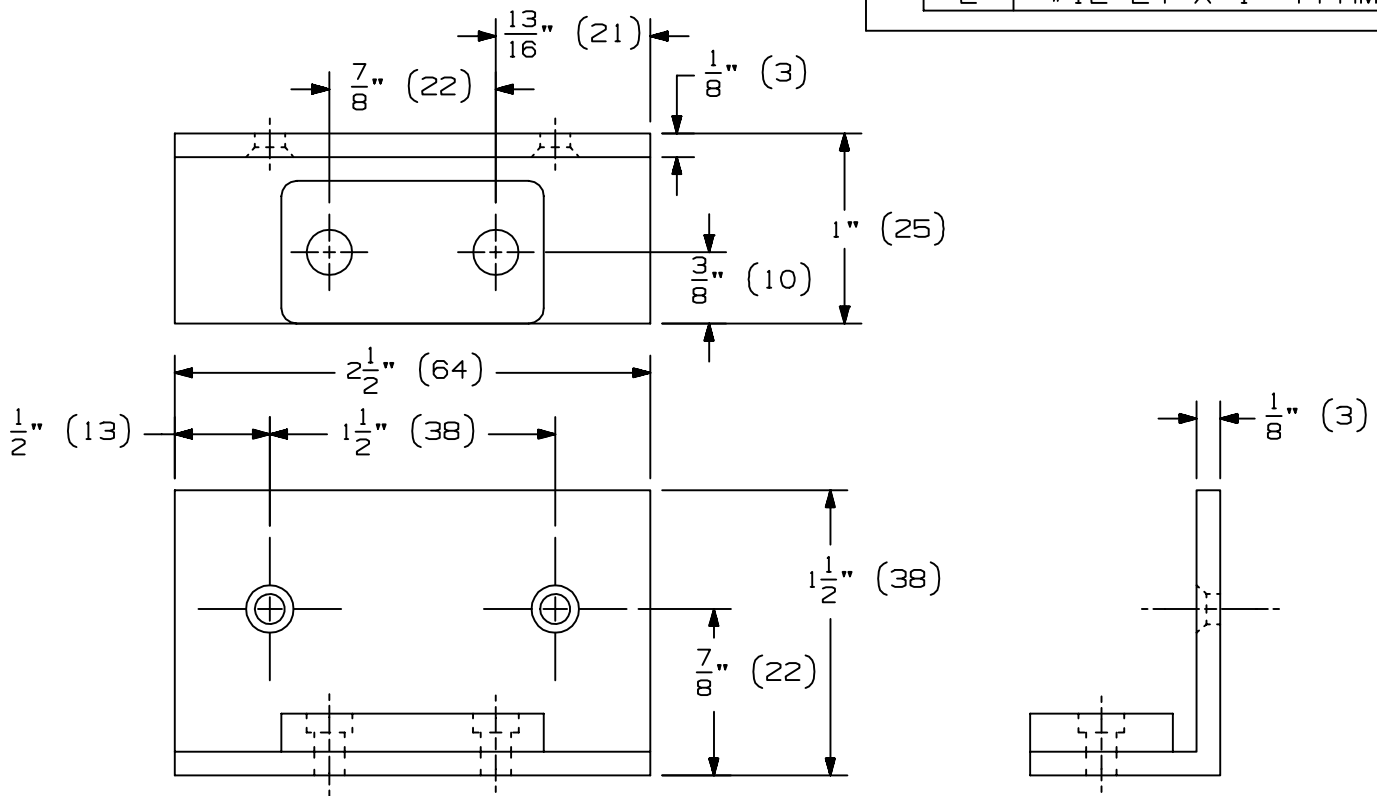 13/16" (21)
7/8" (22)
1/8" (3)
1" (25)
3/8" (10)
2 1/2" (64)
1/2" (13)
1 1/2" (38)
1/8" (3)
1 1/2" (38)
7/8" (22)